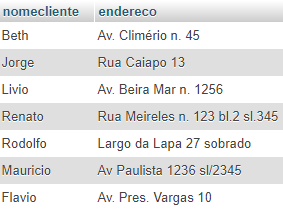 nomecliente endereco
Beth Av. Climério n. 45
Jorge Rua Caiapo 13
Livio Av. Beira Mar n. 1256
Renato Rua Meireles n. 123 bl.2 sl.345
Rodolfo Largo da Lapa 27 sobrado
Mauricio Av Paulista 1236 sl/2345
Flavio Av. Pres. Vargas 10